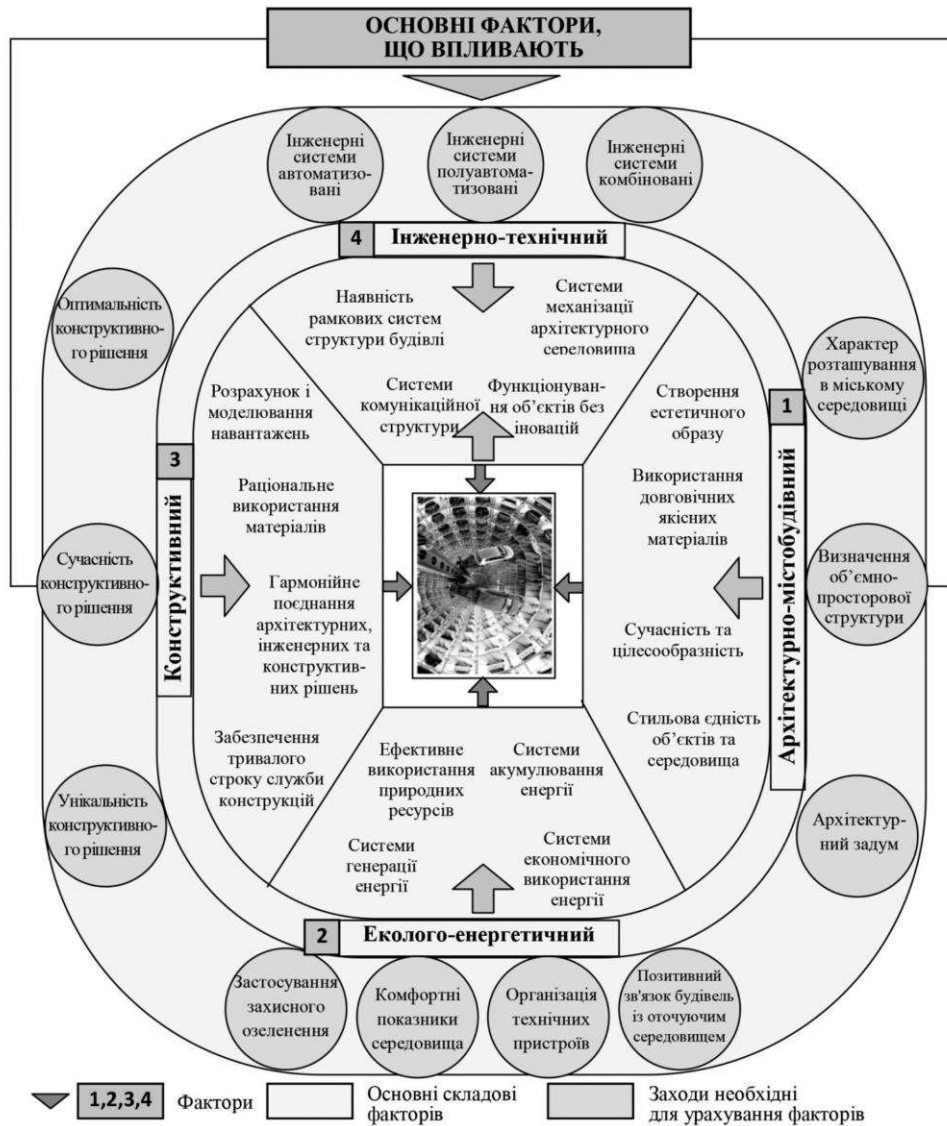 ОСНОВНІ ФАКТОРИ,
ЩО ВПЛИВАЮТЬ
Інженерні
системи
автоматизо-
вані
Інженерні
системи
полуавтома-
тизовані
Інженерні
системи
комбіновані
4 Інженерно-технічний
Наявність
рамкових систем
структури будівлі
Системи
механізації
архітектурного
середовища
Системи
комунікаційної
структури
Функціонуван-
ня об’єктів без
іновацій
Оптимальність
конструктивно-
го рішення
Сучасність
конструктивно-
го рішення
Унікальність
конструктивно-
го рішення
3
Конструктивний
Розрахунок і
моделювання
навантажень
Раціональне
використання
матеріалів
Гармонійне
поєднання
архітектурних,
інженерних та
конструктив-
них рішень
Забезпечення
тривалого
строку служби
конструкцій
Створення
естетичного
образу
Використання
довговічних
якісних
матеріалів
Сучасність та
цілесообразність
Стильова єдність
об’єктів та
середовища
1
Архітектурно-містобудівний
Характер
розташування
в міському
середовищі
Визначення
об’ємно-
просторової
структури
Архітектур-
ний задум
Ефективне
використання
природних
ресурсів
Системи
акумулювання
енергії
Системи
генерації
енергії
Системи
економічного
використання
енергії
2 Еколого-енергетичний
Застосування
захисного
озеленення
Комфортні
показники
середовища
Організація
технічних
пристроїв
Позитивний
зв'язок будівель
із оточуючим
середовищем
1,2,3,4 Фактори
Основні складові
факторів
Заходи необхідні
для урахування факторів